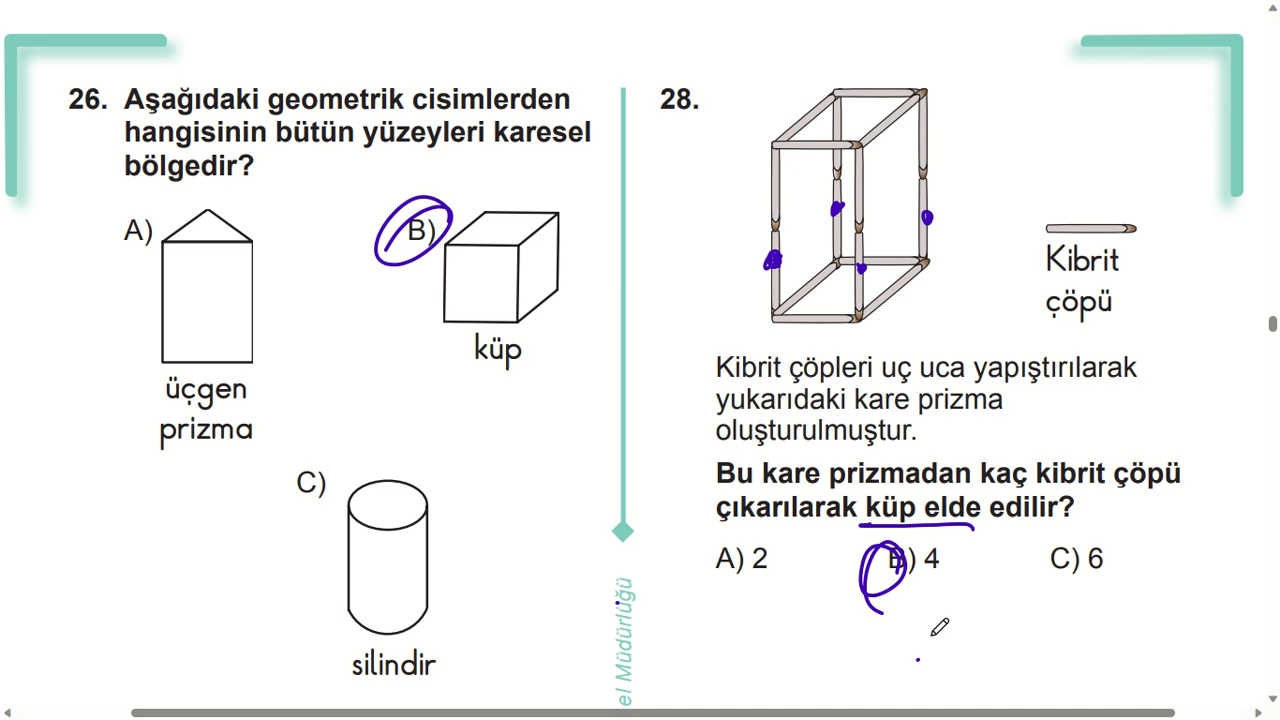 26. Aşağıdaki geometrik cisimlerden
hangisinin bütün yüzeyleri karesel
bölgedir?
A)
üçgen
prizma
B)
küp
C)
silindir
el Müdürlüğü
28.
Kibrit
çöpü
Kibrit çöpleri uç uca yapıştırılarak
yukarıdaki kare prizma
oluşturulmuştur.
Bu kare prizmadan kaç kibrit çöpü
çıkarılarak küp elde edilir?
A) 2 B) 4 C) 6